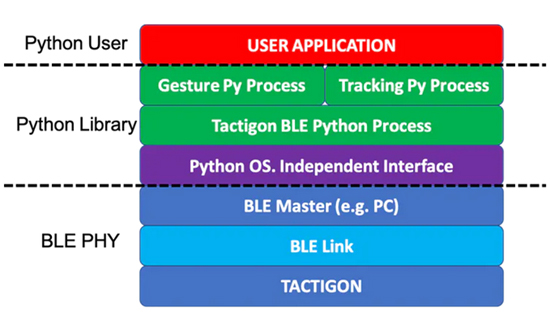 Python User
USER APPLICATION
Gesture Py Process
Tracking Py Process
Python Library
Tactigon BLE Python Process
Python OS. Independent Interface
BLE Master (e.g. PC)
BLE PHY
BLE Link
TACTIGON